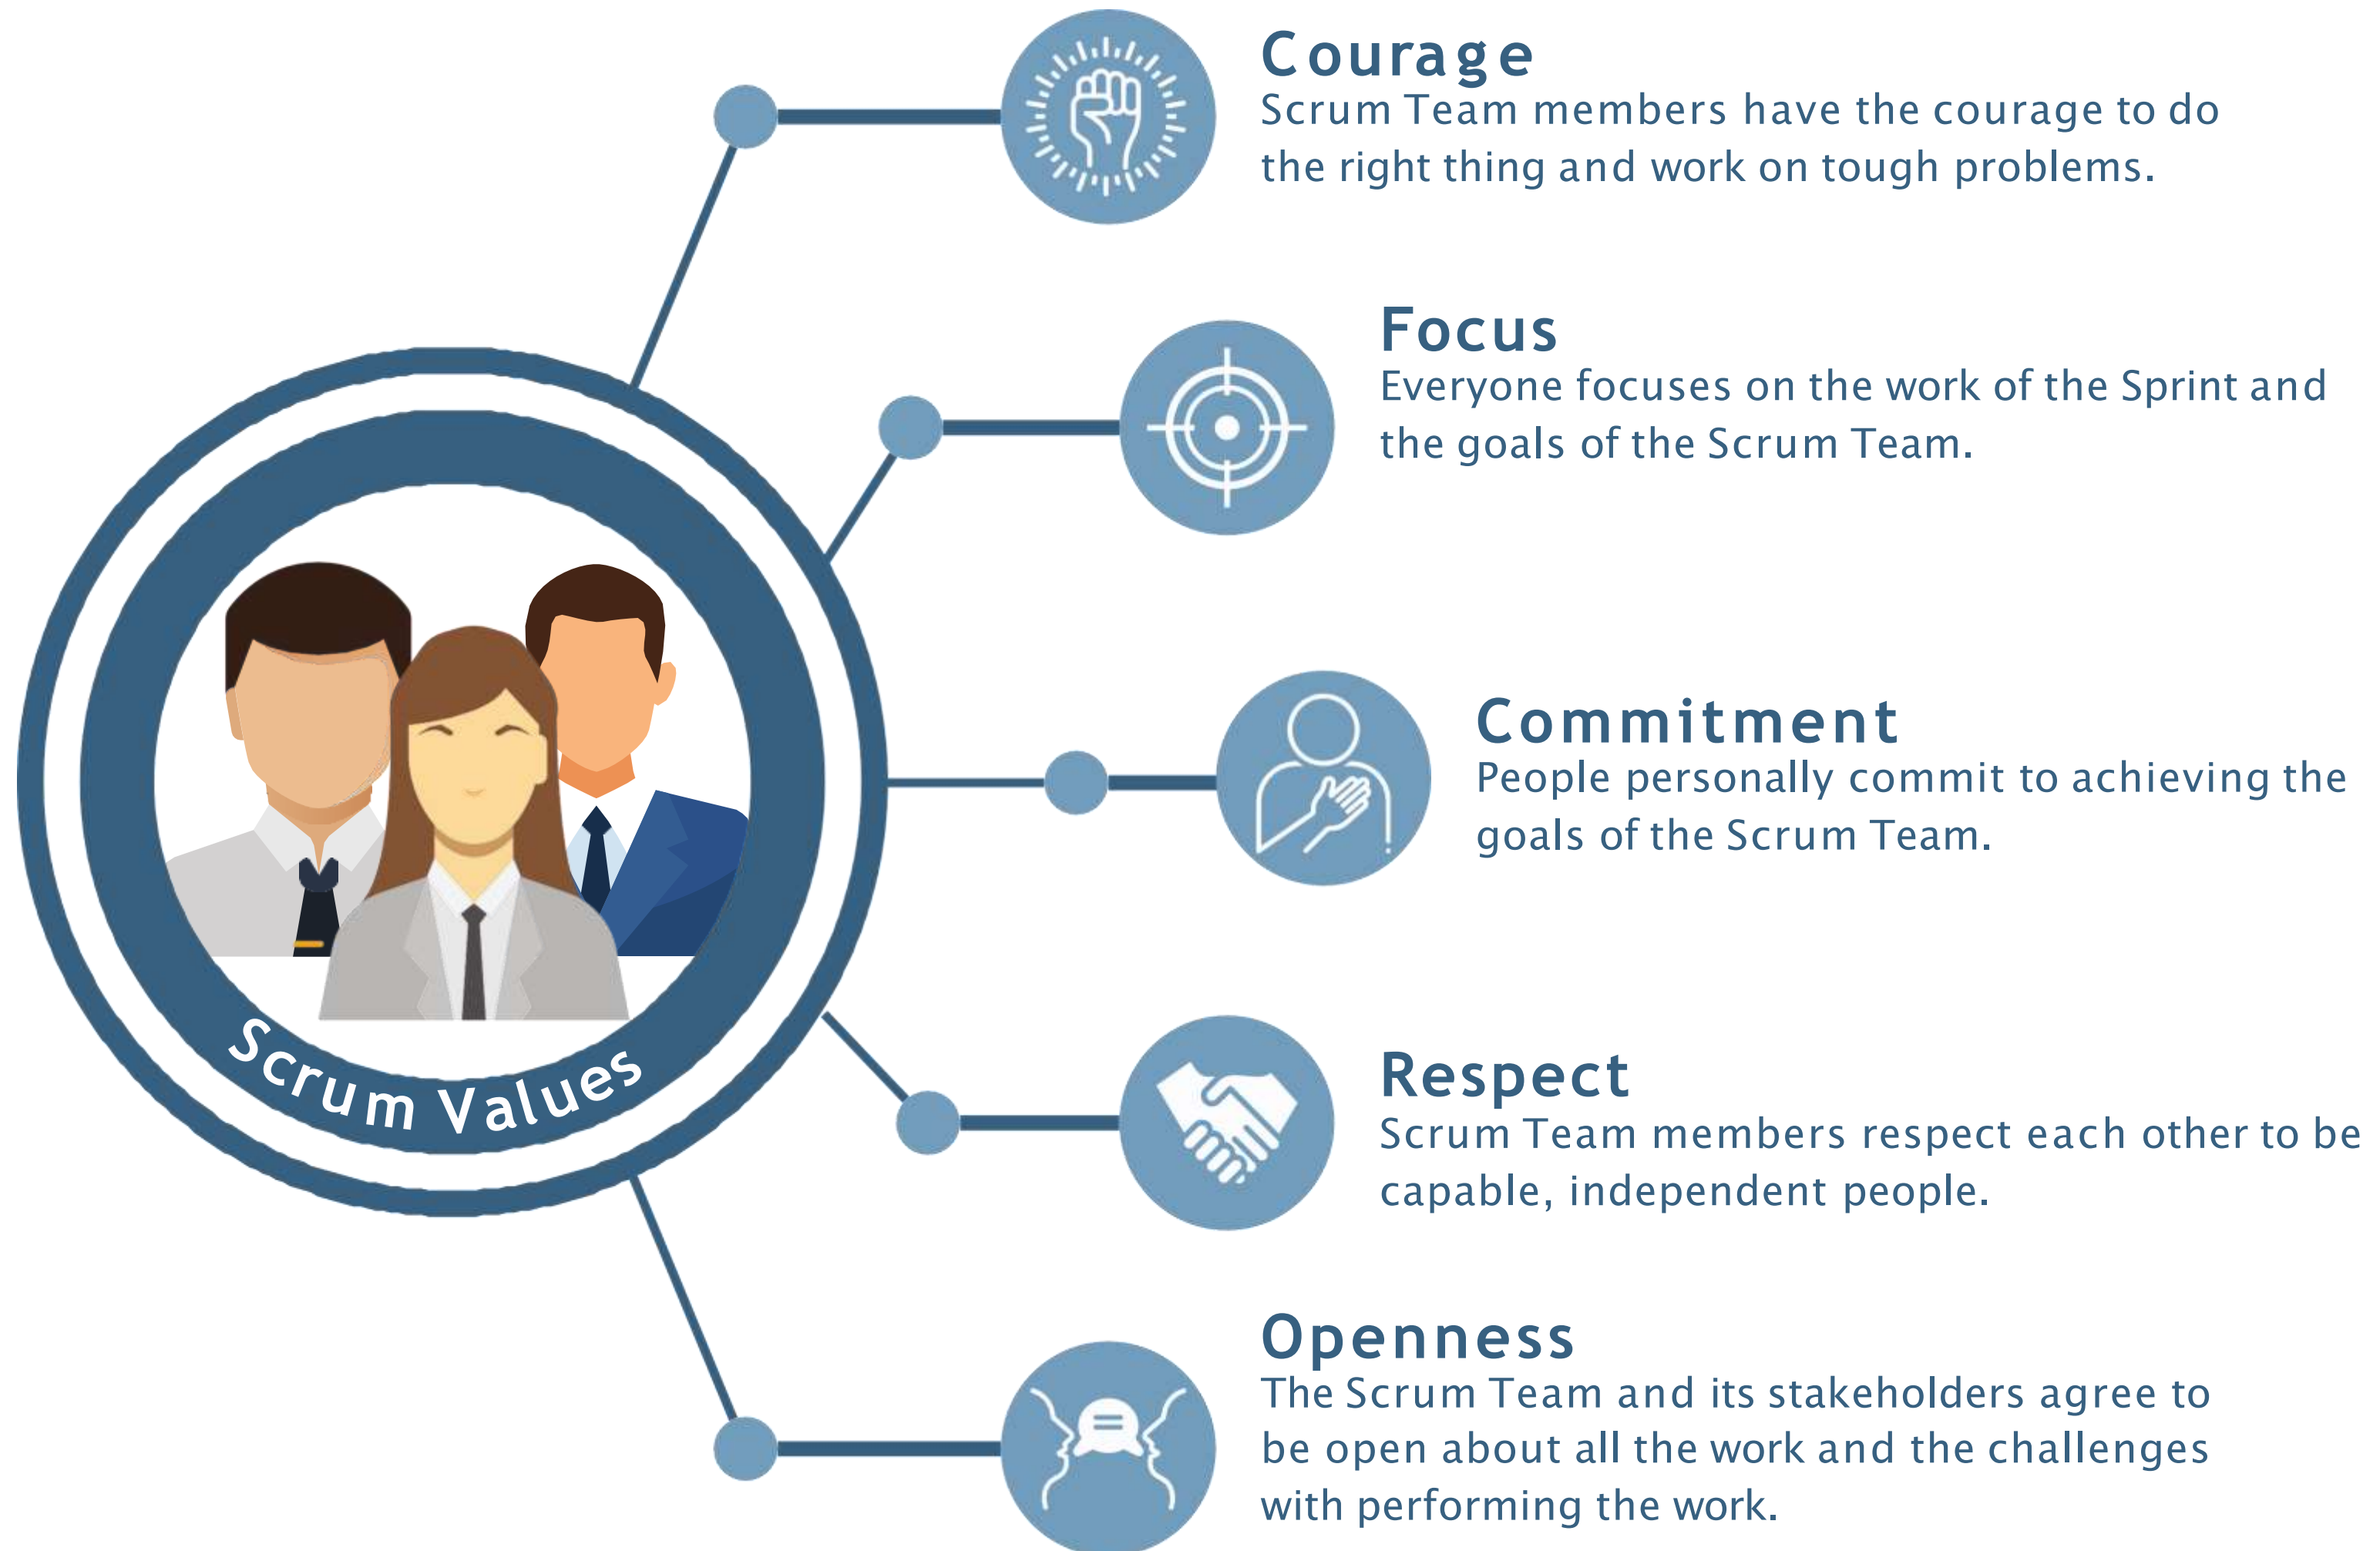 Courage
Scrum Team members have the courage to do
the right thing and work on tough problems.
Focus
Everyone focuses on the work of the Sprint and
the goals of the Scrum Team.
Commitment
People personally commit to achieving the
goals of the Scrum Team.
Scrum Values
Respect
Scrum Team members respect each other to be
capable, independent people.
Openness
The Scrum Team and its stakeholders agree to
be open about all the work and the challenges
with performing the work.